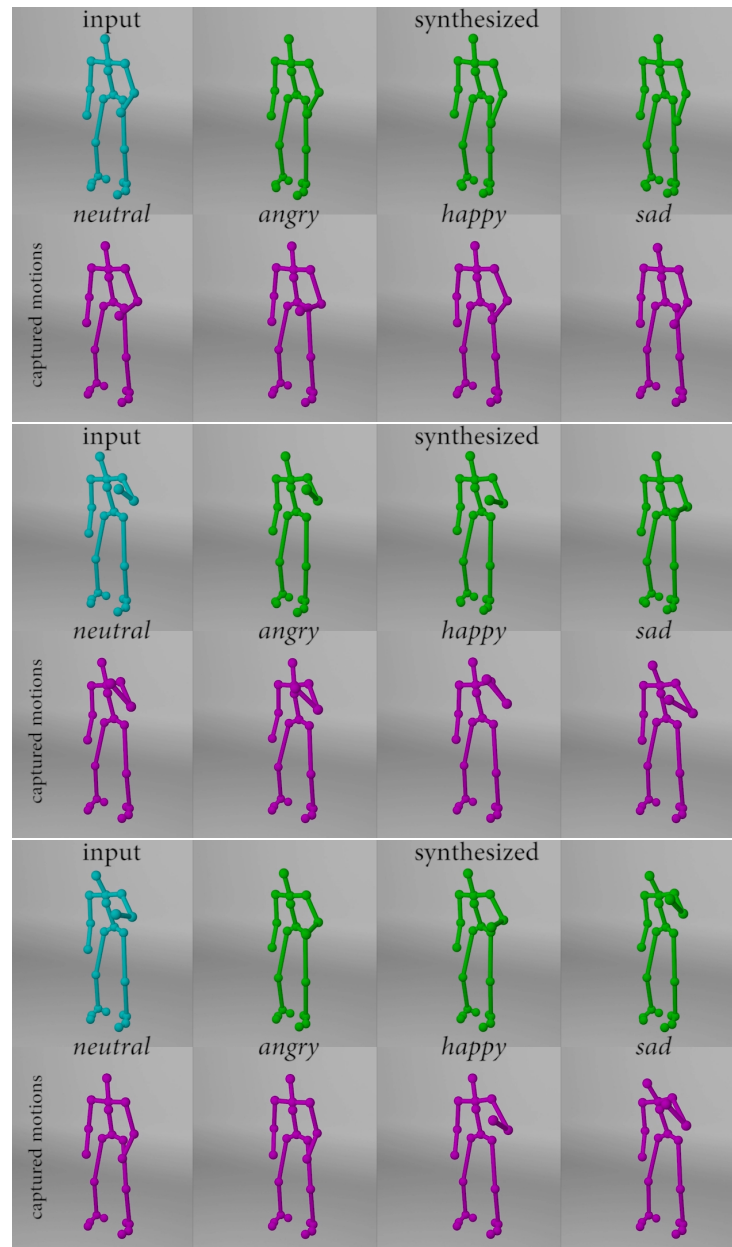 input synthesized
neutral angry happy sad
captured motions
input synthesized
neutral angry happy sad
captured motions
input synthesized
neutral angry happy sad
captured motions